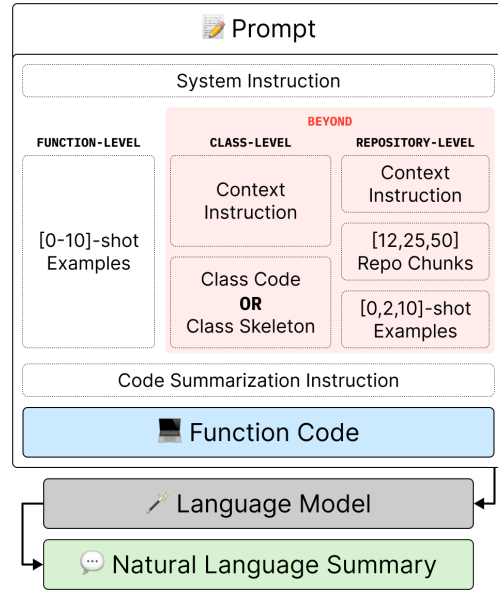 Prompt
System Instruction
BEYOND
FUNCTION-LEVEL
[0-10]-shot
Examples
CLASS-LEVEL
Context
Instruction
Class Code
OR
Class Skeleton
REPOSITORY-LEVEL
Context
Instruction
[12,25,50]
Repo Chunks
[0,2,10]-shot
Examples
Code Summarization Instruction
Function Code
Language Model
Natural Language Summary